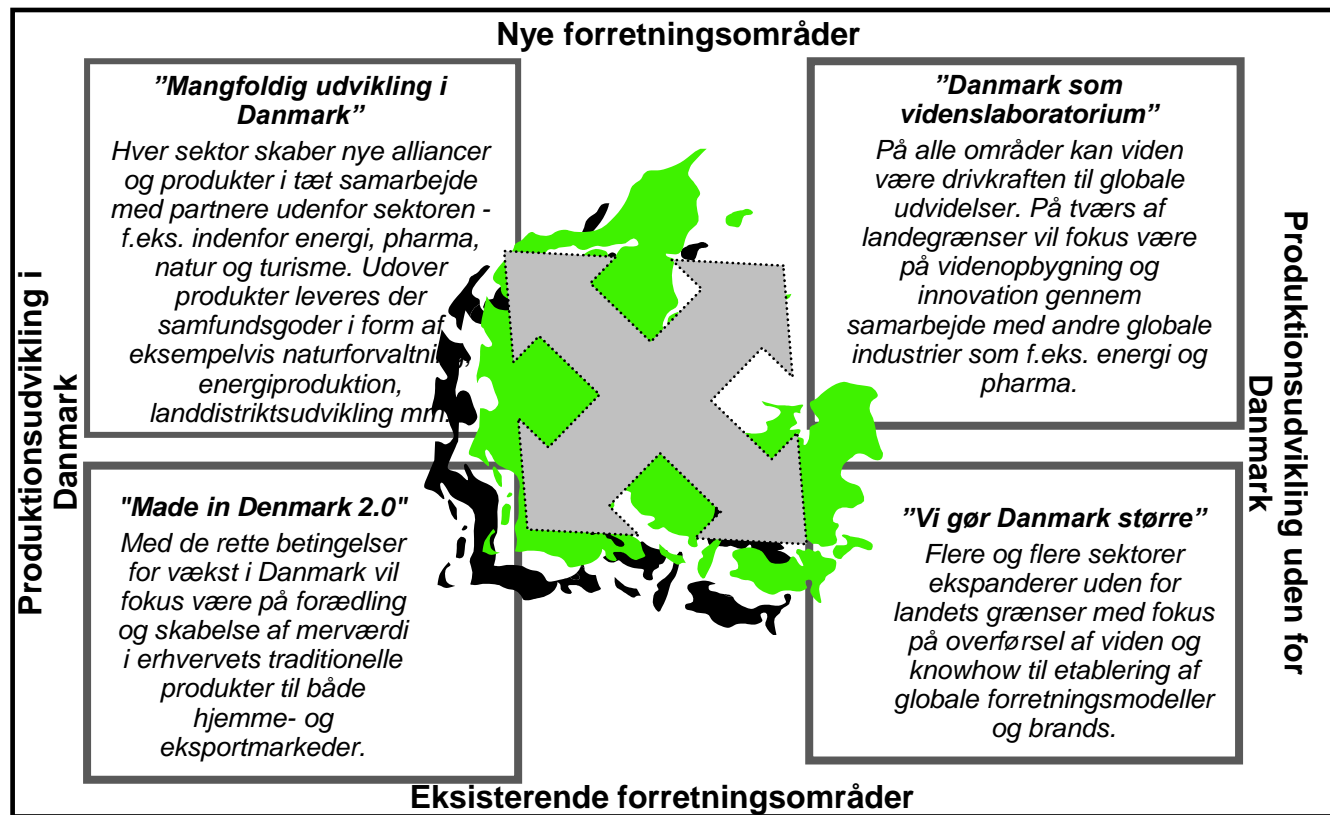 Nye forretningsområder
”Mangfoldig udvikling i
Danmark”
Hver sektor skaber nye alliancer
og produkter i tæt samarbejde
med partnere udenfor sektoren -
f.eks. indenfor energi, pharma,
natur og turisme. Udover
produkter leveres der
samfundsgoder i form af
eksempelvis naturforvaltning,
energiproduktion,
landdistriktsudvikling mm.
”Danmark som
videnslaboratorium”
På alle områder kan viden
være drivkraften til globale
udvidelser. På tværs af
landegrænser vil fokus være
på videnopbygning og
innovation gennem
samarbejde med andre globale
industrier som f.eks. energi og
pharma.
Produktionsudvikling i
Danmark
Produktionsudvikling uden for
Danmark
"Made in Denmark 2.0"
Med de rette betingelser
for vækst i Danmark vil
fokus være på forædling
og skabelse af merværdi
i erhvervets traditionelle
produkter til både
hjemme- og
eksportmarkeder.
”Vi gør Danmark større”
Flere og flere sektorer
ekspanderer uden for
landets grænser med fokus
på overførsel af viden og
knowhow til etablering af
globale forretningsmodeller
og brands.
Eksisterende forretningsområder